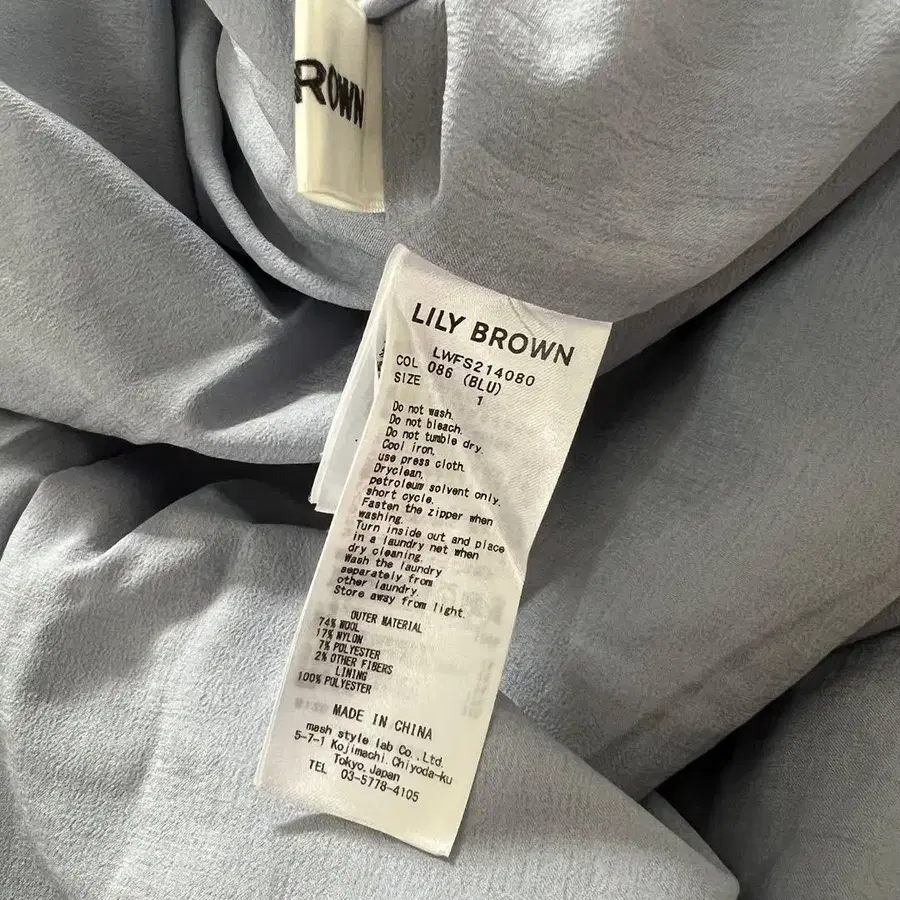 ROWN
LILY BROWN
LWFS214080
COL 086 (BLU)
SIZE 1
Do not wash.
Do not bleach.
Do not tumble dry.
Cool iron.
use press cloth.
Dryclean,
petroleum solvent only.
short cycle.
Fasten the zipper when
washing.
Turn inside out and place
in a laundry net when
dry cleaning.
Wash the laundry
separately from
other laundry.
Store away from light.
OUTER MATERIAL
74% WOOL
17% NYLON
7% POLYESTER
2% OTHER FIBERS
LINING
100% POLYESTER
MADE IN CHINA
mash style lab Co.,Ltd.
5-7-1 Kojimachi.Chiyoda-ku
Tokyo.Japan
TEL 03-5778-4105